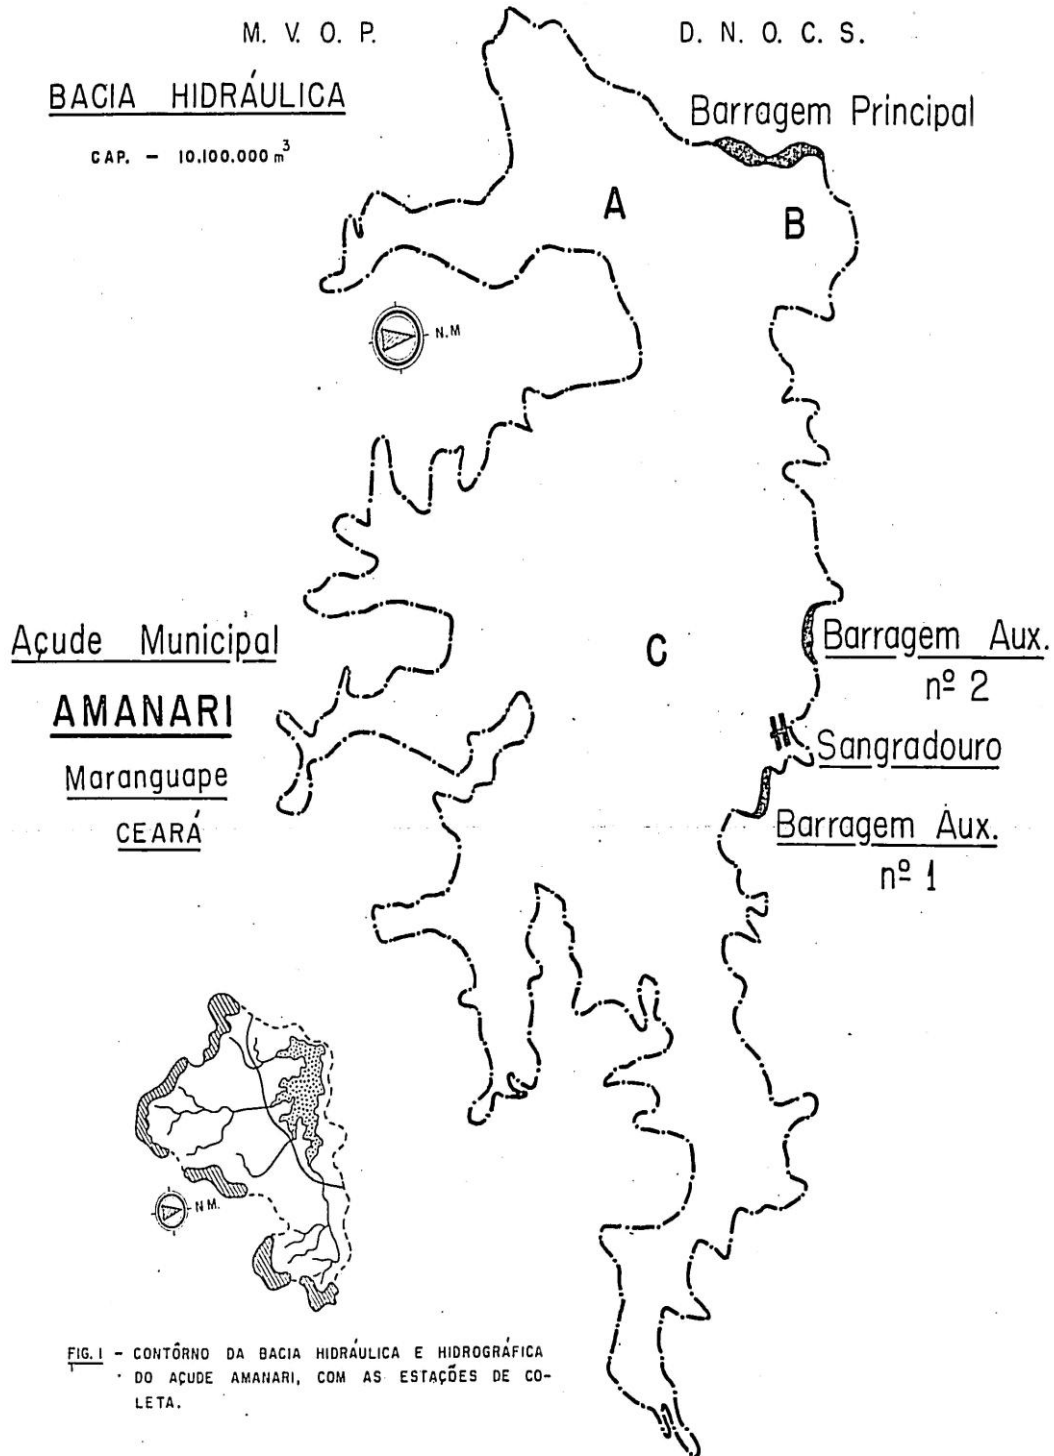 M. V. O. P.
D. N. O. C. S.
BACIA HIDRÁULICA
CAP. - 10.100.000 m³
Barragem Principal
A
B
N.M
Açude Municipal
AMANARI
Maranguape
CEARÁ
C
Barragem Aux.
nº 2
Sangradouro
Barragem Aux.
nº 1
N M.
FIG. 1 - CONTÔRNO DA BACIA HIDRÁULICA E HIDROGRÁFICA
DO AÇUDE AMANARI, COM AS ESTAÇÕES DE CO-
LETA.